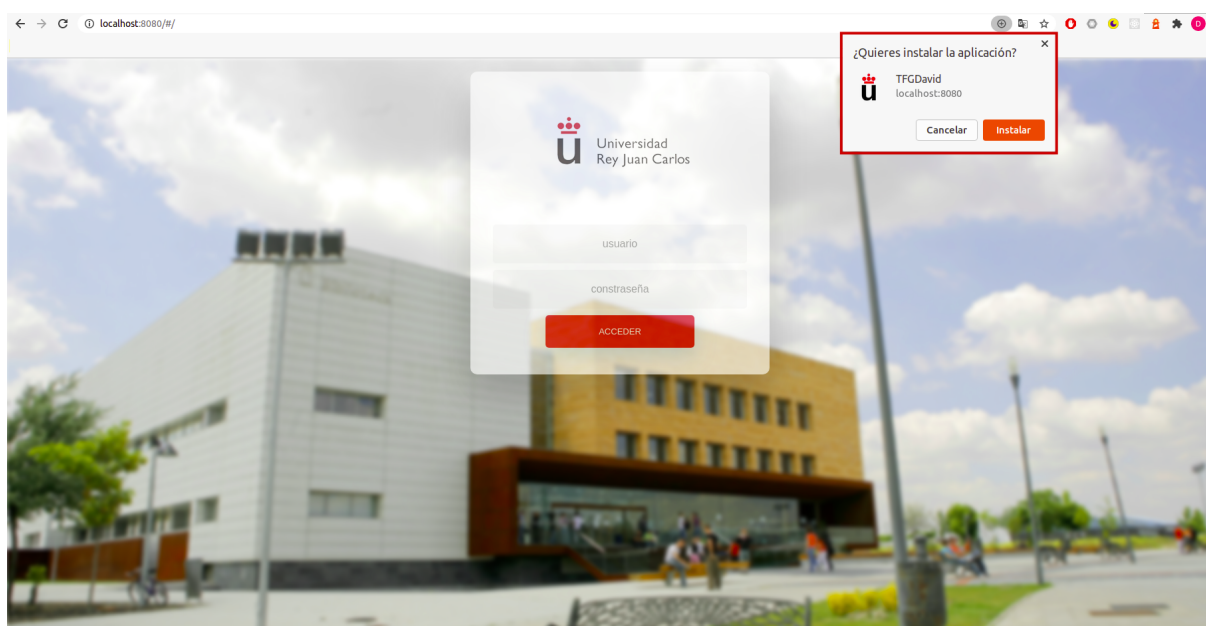 localhost:8080/#/
D
¿Quieres instalar la aplicación?
TFGDavid
localhost:8080
Cancelar
Instalar
ü
Universidad
Rey Juan Carlos
usuario
constraseña
ACCEDER